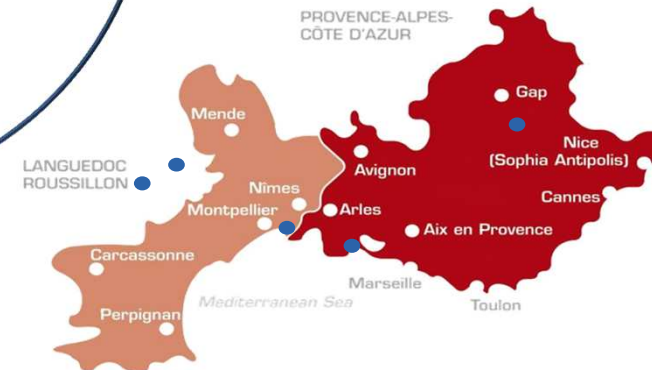 PROVENCE-ALPES-
CÔTE D'AZUR
Gap
Mende
Nice
(Sophia Antipolis)
LANGUEDOC
ROUSSILLON
Avignon
Nîmes
Cannes
Montpellier
Arles
Aix en Provence
Carcassonne
Marseille
Mediterranean Sea
Toulon
Perpignan